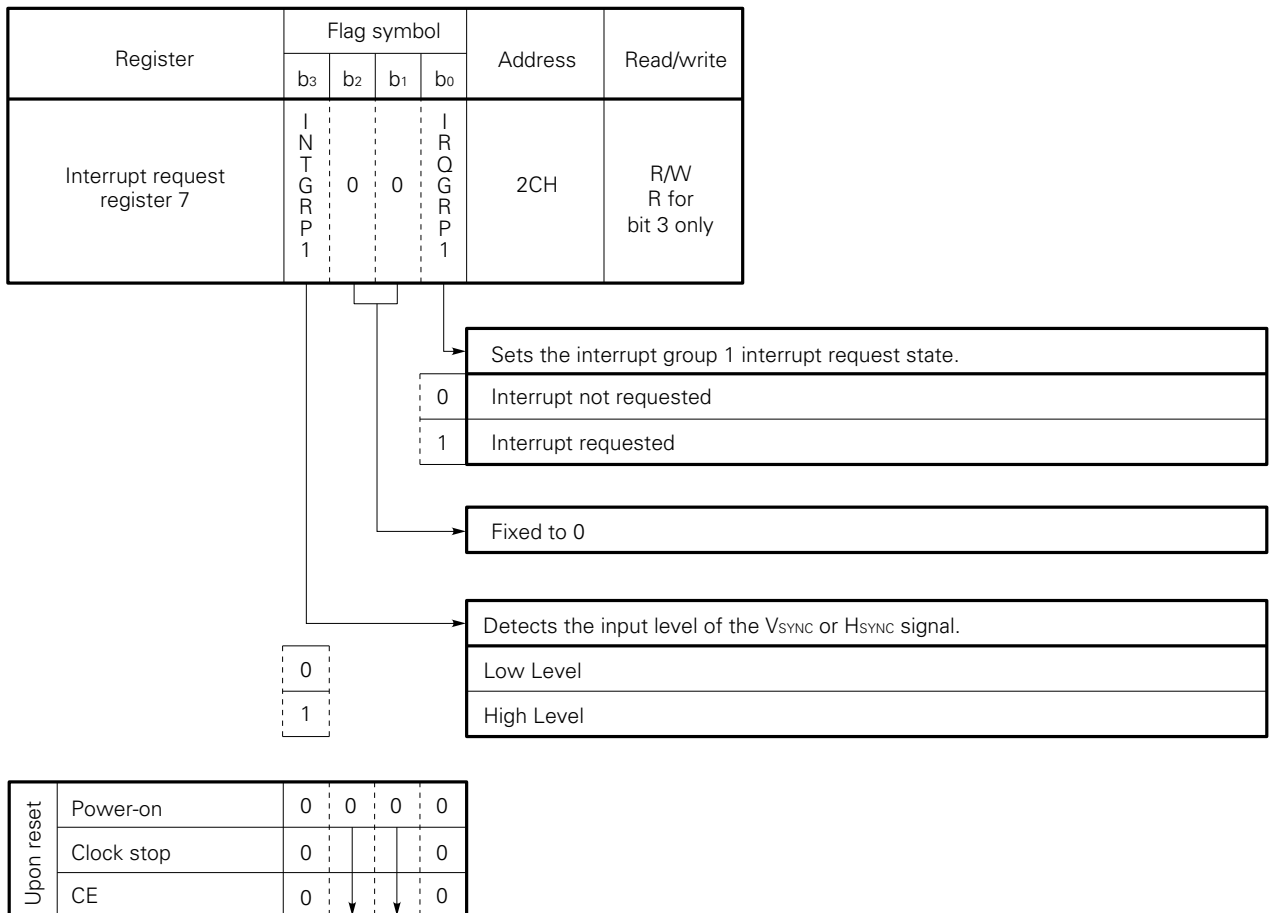 Register
Flag symbol
Address
Read/write
b3 b2 b1 b0
Interrupt request
register 7
INTGRP1
0
0
IRQGRP1
2CH
R/W
R for
bit 3 only
Sets the interrupt group 1 interrupt request state.
0 Interrupt not requested
1 Interrupt requested
Fixed to 0
Detects the input level of the VSYNC or HSYNC signal.
0 Low Level
1 High Level
Upon reset
Power-on 0 0 0 0
Clock stop 0 0
CE 0 0